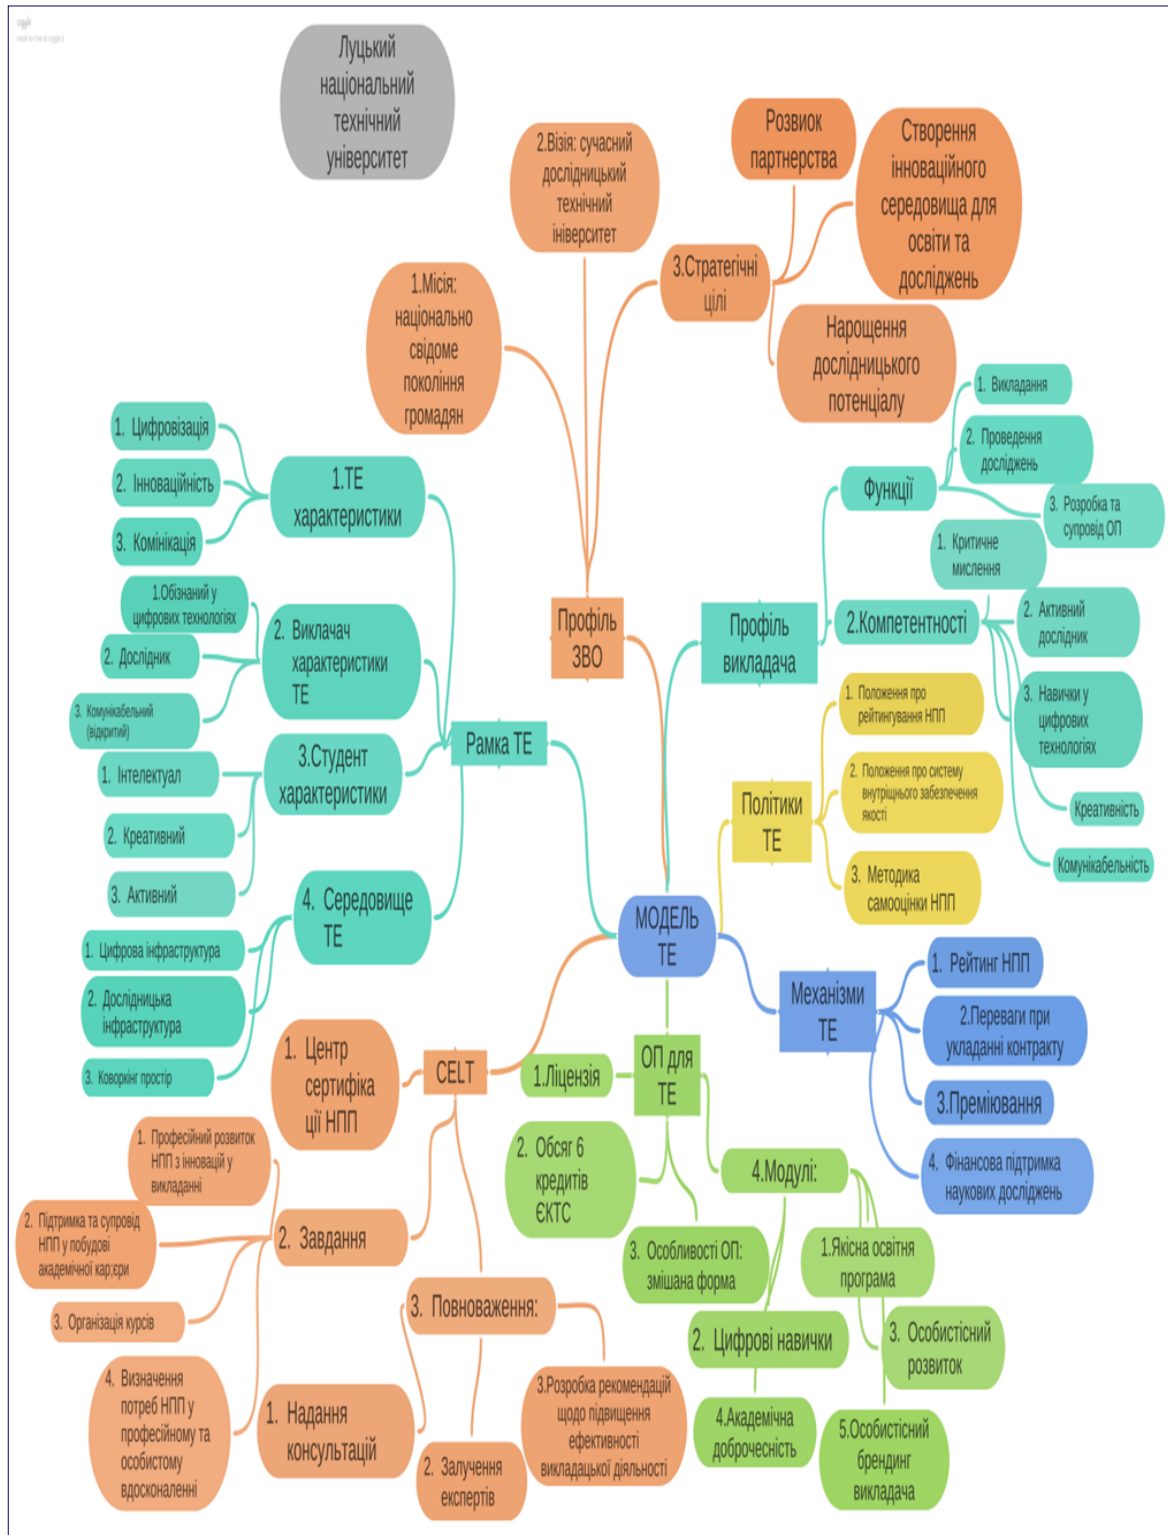 coggle
made for free at coggle.it
Луцький
національний
технічний
університет
2.Візія: сучасний
дослідницький
технічний
ініверситет
1.Місія:
національно
свідоме
покоління
громадян
3.Стратегічні
цілі
Розвиок
партнерства
Створення
інноваційного
середовища для
освіти та
досліджень
Нарощення
дослідницького
потенціалу
Профіль
ЗВО
Профіль
викладача
Функції
1. Викладання
2. Проведення
досліджень
3. Розробка та
супровід ОП
2.Компетентності
1. Критичне
мислення
2. Активний
дослідник
3. Навички у
цифрових
технологіях
Креативність
Комунікабельність
Рамка ТЕ
1.ТЕ
характеристики
1. Цифровізація
2. Інноваційність
3. Комінікація
2. Виклачач
характеристики
ТЕ
1.Обізнаний у
цифрових технологіях
2. Дослідник
3. Комунікабельний
(відкритий)
3.Студент
характеристики
1. Інтелектуал
2. Креативний
3. Активний
4. Середовище
ТЕ
1. Цифрова інфраструктура
2. Дослідницька
інфраструктура
3. Коворкінг простір
Політики
ТЕ
1. Положення про
рейтингування НПП
2. Положення про систему
внутріщнього забезпечення
якості
3. Методика
самооцінки НПП
МОДЕЛЬ
ТЕ
Механізми
ТЕ
1. Рейтинг НПП
2.Переваги при
укладанні контракту
3.Преміювання
4. Фінансова підтримка
наукових досліджень
CELT
1. Центр
сертифіка
ції НПП
2. Завдання
1. Професійний розвиток
НПП з інновацій у
викладанні
2. Підтримка та супровід
НПП у побудові
академічної кар;єри
3. Організація курсів
4. Визначення
потреб НПП у
професійному та
особистому
вдосконаленні
3. Повноваження:
1. Надання
консультацій
2. Залучення
експертів
3.Розробка рекомендацій
щодо підвищення
ефективності
викладацької діяльності
ОП для
ТЕ
1.Ліцензія
2. Обсяг 6
кредитів
ЄКТС
3. Особливості ОП:
змішана форма
4.Модулі:
1.Якісна освітня
програма
2. Цифрові навички
3. Особистісний
розвиток
4.Академічна
доброчесність
5.Особистісний
брендинг
викладача